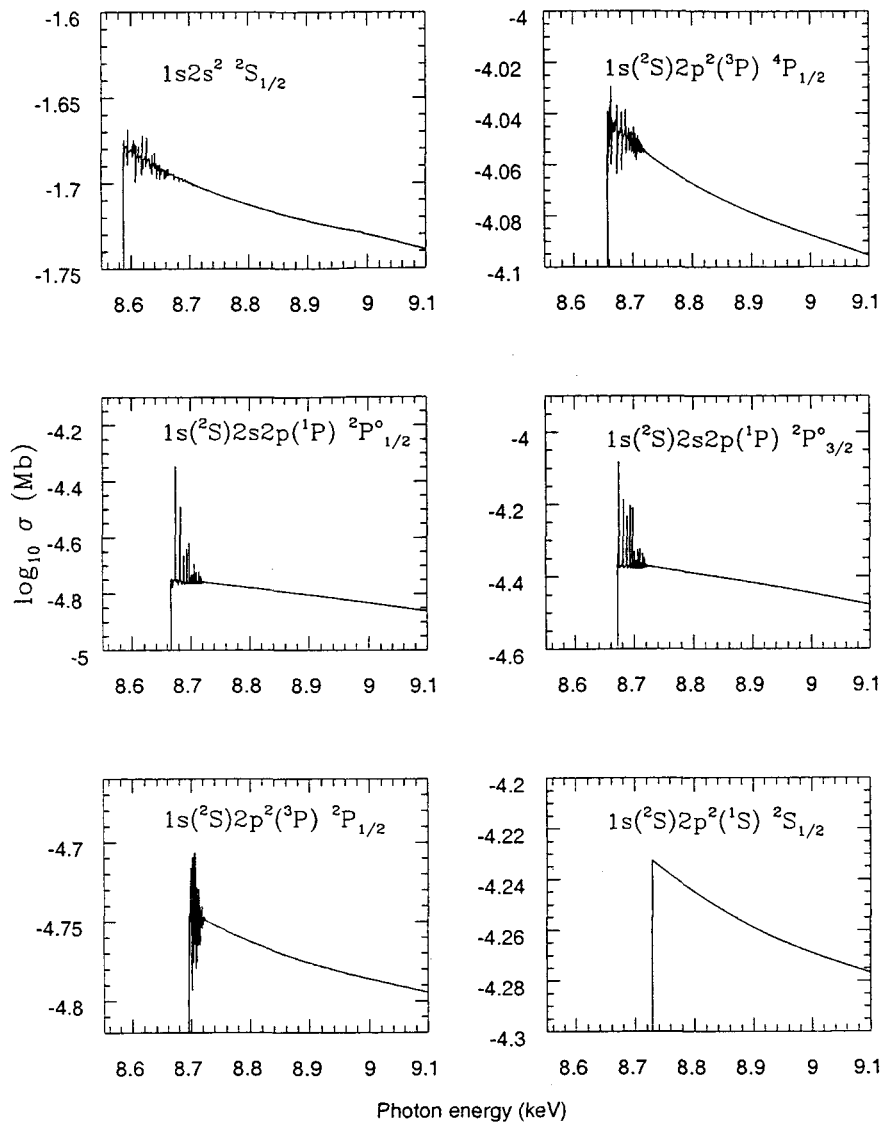 -1.6
-1.65
-1.7
-1.75
1s2s² ²S₁/₂
8.6 8.7 8.8 8.9 9 9.1
-4
-4.02
-4.04
-4.06
-4.08
-4.1
1s(²S)2p²(³P) ⁴P₁/₂
8.6 8.7 8.8 8.9 9 9.1
log₁₀ σ (Mb)
-4.2
-4.4
-4.6
-4.8
-5
1s(²S)2s2p(¹P) ²P°₁/₂
8.6 8.7 8.8 8.9 9 9.1
-4
-4.2
-4.4
-4.6
1s(²S)2s2p(¹P) ²P°₃/₂
8.6 8.7 8.8 8.9 9 9.1
-4.7
-4.75
-4.8
1s(²S)2p²(³P) ²P₁/₂
8.6 8.7 8.8 8.9 9 9.1
-4.2
-4.22
-4.24
-4.26
-4.28
-4.3
1s(²S)2p²(¹S) ²S₁/₂
8.6 8.7 8.8 8.9 9 9.1
Photon energy (keV)